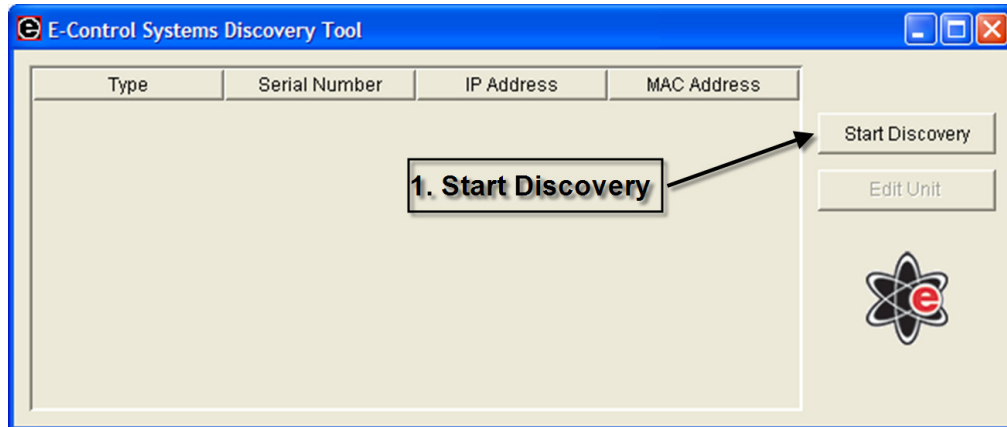 E-Control Systems Discovery Tool
Type Serial Number IP Address MAC Address
Start Discovery
1. Start Discovery
Edit Unit
e